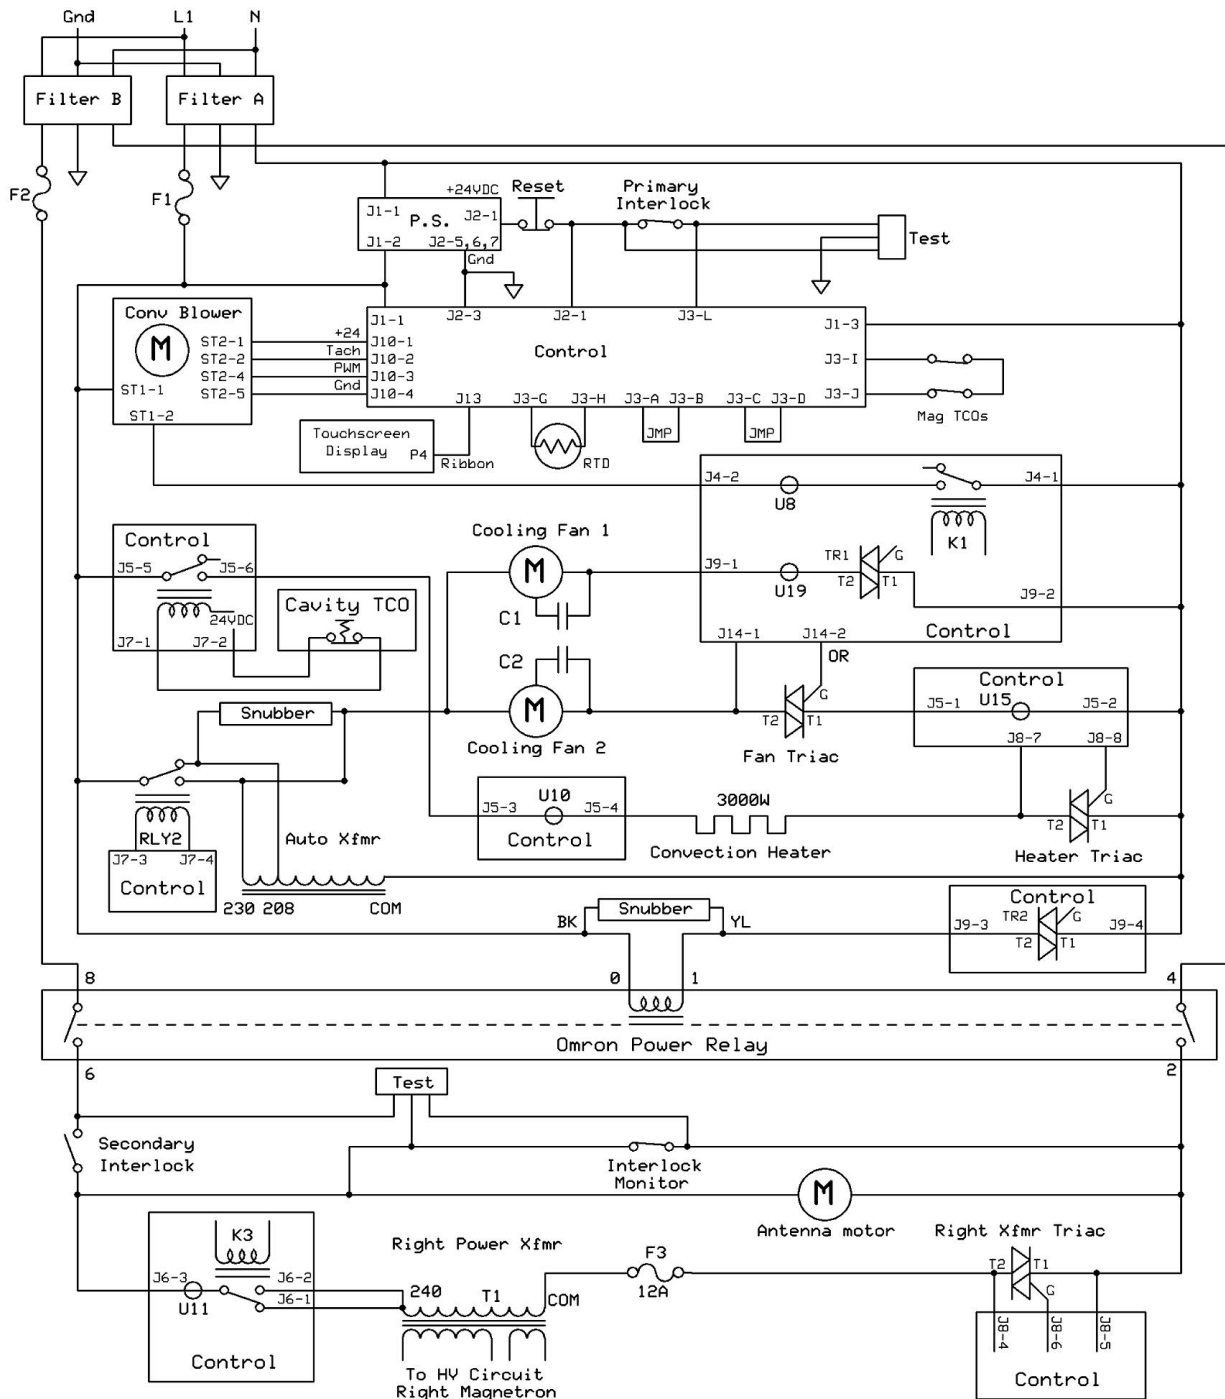 Gnd
L1
N
Filter B
Filter A
F2
F1
+24VDC
Reset
Primary
Interlock
J1-1
P.S.
J2-1
J1-2
J2-5,6,7
Gnd
Test
Conv Blower
M
ST2-1
ST2-2
ST2-4
ST2-5
ST1-1
ST1-2
+24
Tach
PWM
Gnd
J1-1
J10-1
J10-2
J10-3
J10-4
J2-3
J2-1
J3-L
Control
J1-3
J3-I
J3-J
J13
J3-G
J3-H
J3-A
J3-B
J3-C
J3-D
Mag TCOs
JMP
JMP
Touchscreen
Display
P4
Ribbon
RTD
J4-2
U8
J4-1
K1
Cooling Fan 1
M
C1
J9-1
U19
TR1
G
T2
T1
J9-2
Control
J14-1
J14-2
OR
Control
J5-5
J5-6
24VDC
J7-1
J7-2
Cavity TCO
C2
M
Cooling Fan 2
Snubber
T2
T1
G
Fan Triac
Control
J5-1
U15
J5-2
J8-7
J8-8
U10
J5-3
J5-4
Control
3000W
Convection Heater
T2
T1
G
Heater Triac
RLY2
J7-3
J7-4
Control
Auto Xfmr
230
208
COM
Snubber
BK
YL
Control
TR2
G
J9-3
T2
T1
J9-4
8
0
1
4
Omron Power Relay
6
2
Test
Secondary
Interlock
Interlock
Monitor
M
Antenna motor
K3
J6-3
J6-2
U11
J6-1
Control
Right Power Xfmr
240
T1
COM
F3
12A
Right Xfmr Triac
T2
T1
G
J8-4
J8-6
J8-5
Control
To HV Circuit
Right Magnetron